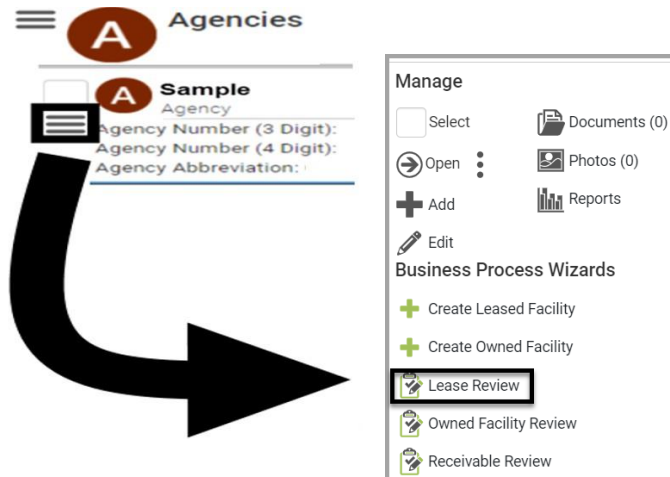 A Agencies
A Sample
Agency
Agency Number (3 Digit):
Agency Number (4 Digit):
Agency Abbreviation:
Manage
Select
Documents (0)
Open
Photos (0)
Add
Reports
Edit
Business Process Wizards
Create Leased Facility
Create Owned Facility
Lease Review
Owned Facility Review
Receivable Review